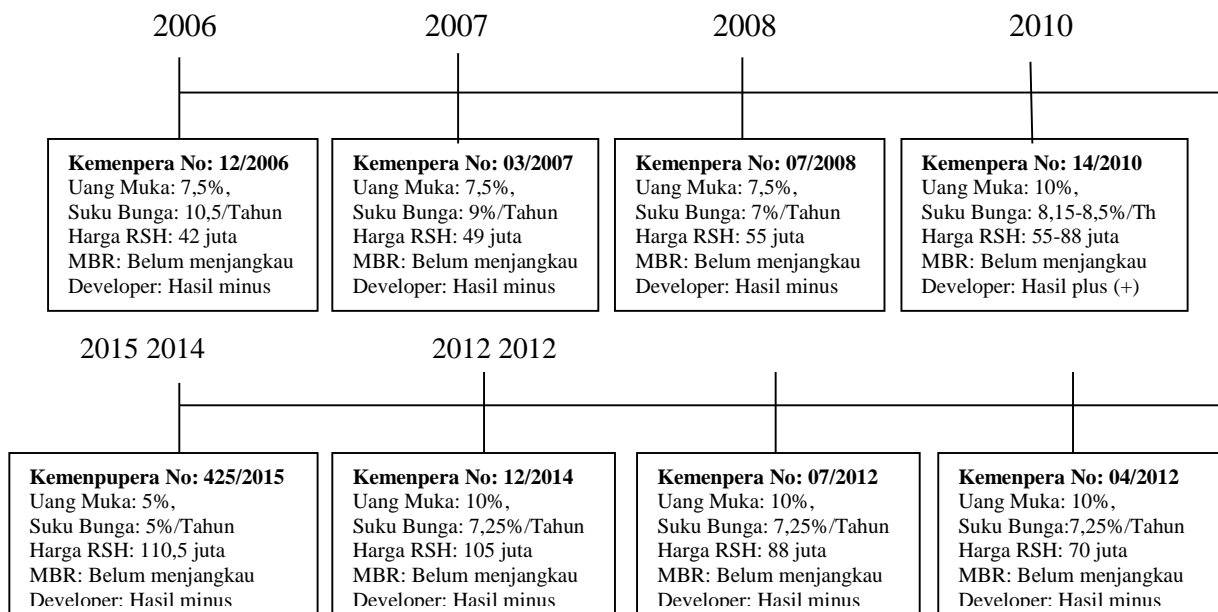 2006
2007
2008
2010
Kemenpera No: 12/2006
Uang Muka: 7,5%,
Suku Bunga: 10,5/Tahun
Harga RSH: 42 juta
MBR: Belum menjangkau
Developer: Hasil minus
Kemenpera No: 03/2007
Uang Muka: 7,5%,
Suku Bunga: 9%/Tahun
Harga RSH: 49 juta
MBR: Belum menjangkau
Developer: Hasil minus
Kemenpera No: 07/2008
Uang Muka: 7,5%,
Suku Bunga: 7%/Tahun
Harga RSH: 55 juta
MBR: Belum menjangkau
Developer: Hasil minus
Kemenpera No: 14/2010
Uang Muka: 10%,
Suku Bunga: 8,15-8,5%/Th
Harga RSH: 55-88 juta
MBR: Belum menjangkau
Developer: Hasil plus (+)
2015 2014
2012 2012
Kemenpupera No: 425/2015
Uang Muka: 5%,
Suku Bunga: 5%/Tahun
Harga RSH: 110,5 juta
MBR: Belum menjangkau
Developer: Hasil minus
Kemenpera No: 12/2014
Uang Muka: 10%,
Suku Bunga: 7,25%/Tahun
Harga RSH: 105 juta
MBR: Belum menjangkau
Developer: Hasil minus
Kemenpera No: 07/2012
Uang Muka: 10%,
Suku Bunga: 7,25%/Tahun
Harga RSH: 88 juta
MBR: Belum menjangkau
Developer: Hasil minus
Kemenpera No: 04/2012
Uang Muka: 10%,
Suku Bunga:7,25%/Tahun
Harga RSH: 70 juta
MBR: Belum menjangkau
Developer: Hasil minus